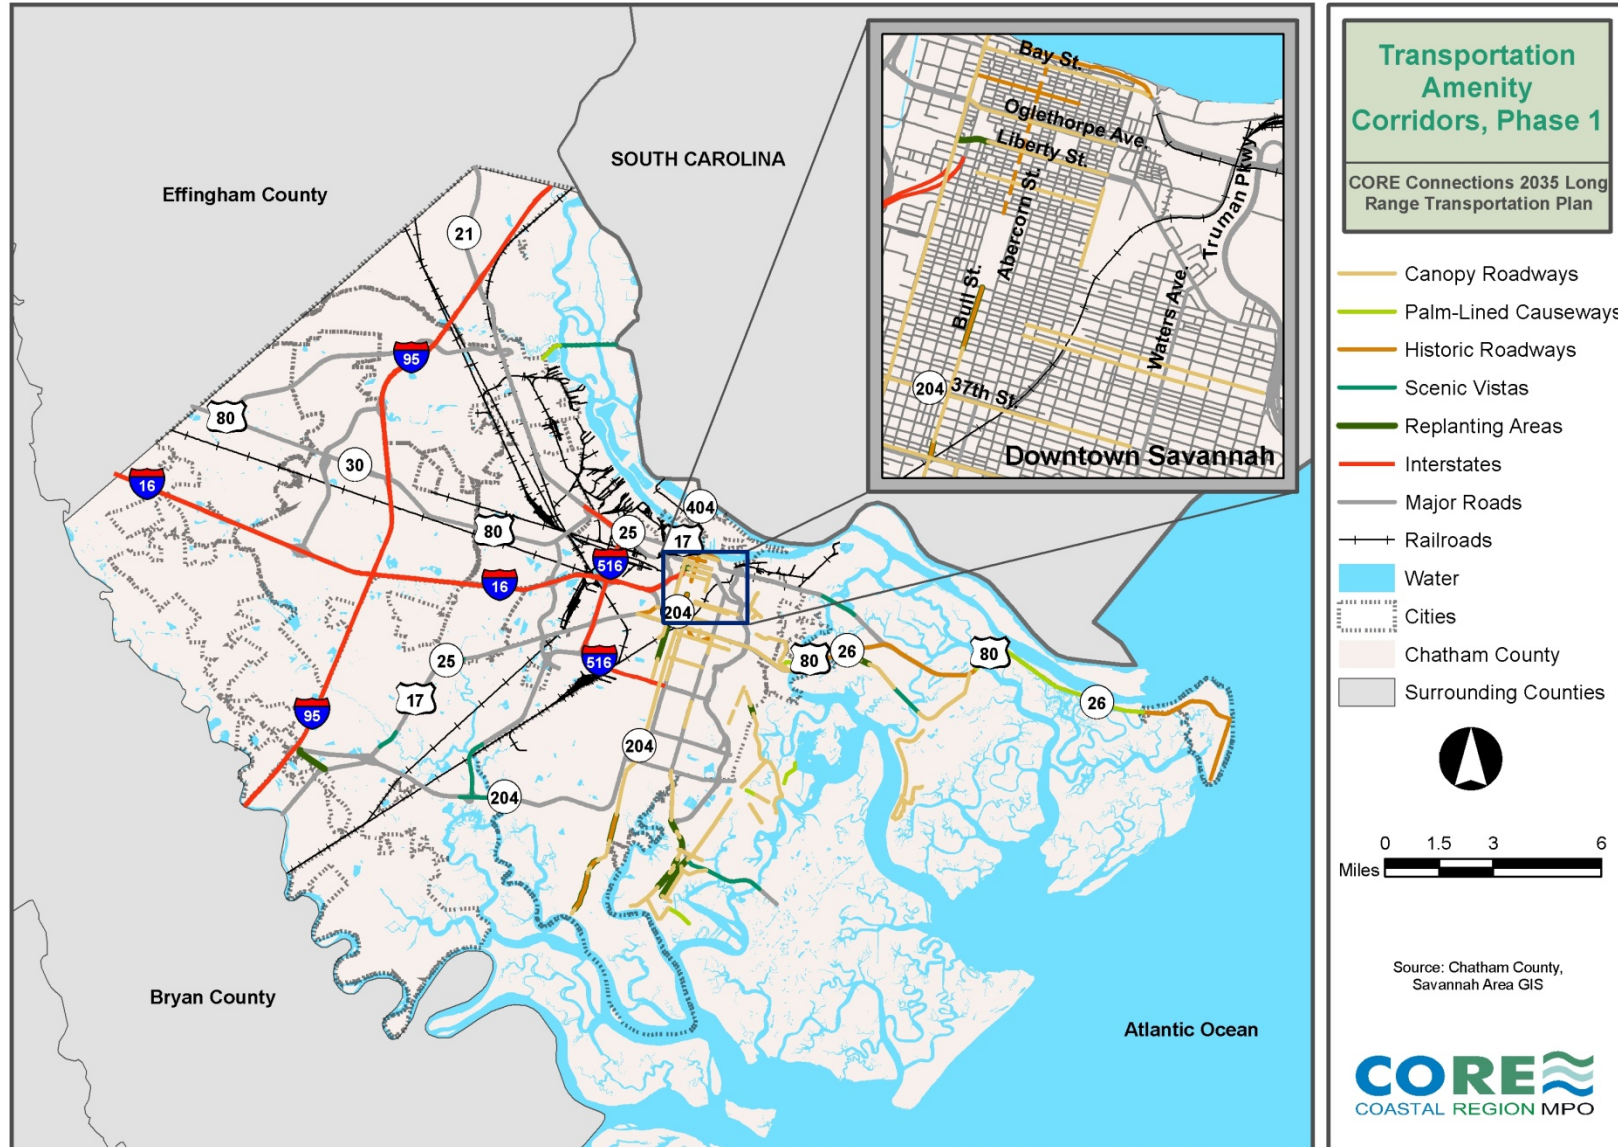 Transportation
Amenity
Corridors, Phase 1
CORE Connections 2035 Long
Range Transportation Plan
Canopy Roadways
Palm-Lined Causeways
Historic Roadways
Scenic Vistas
Replanting Areas
Interstates
Major Roads
Railroads
Water
Cities
Chatham County
Surrounding Counties
0 1.5 3 6
Miles
Source: Chatham County,
Savannah Area GIS
CORE
COASTAL REGION MPO
SOUTH CAROLINA
Effingham County
Bryan County
Atlantic Ocean
21
95
80
30
16
80
25
404
17
516
16
204
25
516
17
95
80
26
80
26
204
204
Bay St.
Oglethorpe Ave.
Liberty St.
Abercorn St.
Truman Pkwy
Bull St.
Waters Ave.
204
37th St.
Downtown Savannah